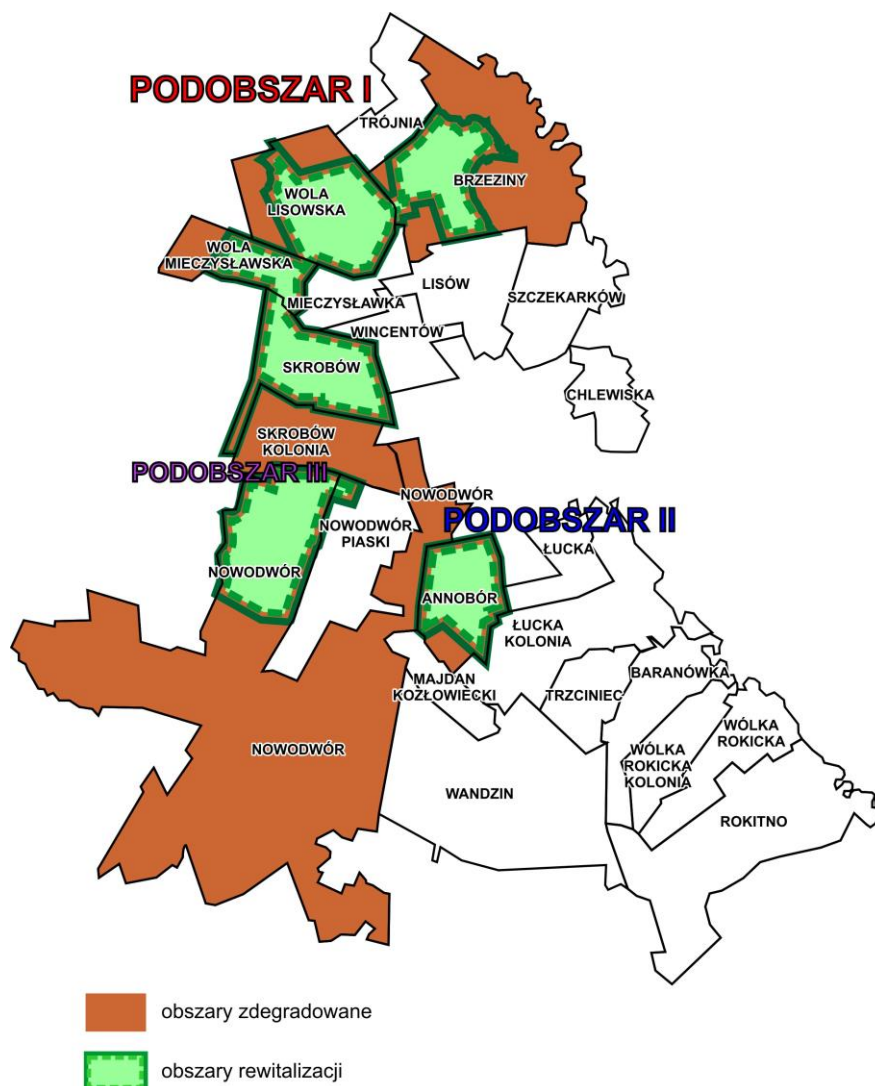 PODOBSZAR I
TRÓJNIA
BRZEZINY
WOLA
LISOWSKA
WOLA
MIECZYSŁAWSKA
LISÓW
MIECZYSŁAWKA
SZCZEKARKÓW
WINCENTÓW
SKROBÓW
CHLEWISKA
SKROBÓW
KOLONIA
PODOBSZAR III
NOWODWÓR
PODOBSZAR II
NOWODWÓR
PIASKI
ŁUCKA
NOWODWÓR
ANNOBÓR
ŁUCKA
KOLONIA
MAJDAN
KOZŁOWIECKI
TRZCINIEC
BARANÓWKA
WÓLKA
ROKICKA
NOWODWÓR
WÓLKA
ROKICKA
KOLONIA
WANDZIN
ROKITNO
obszary zdegradowane
obszary rewitalizacji